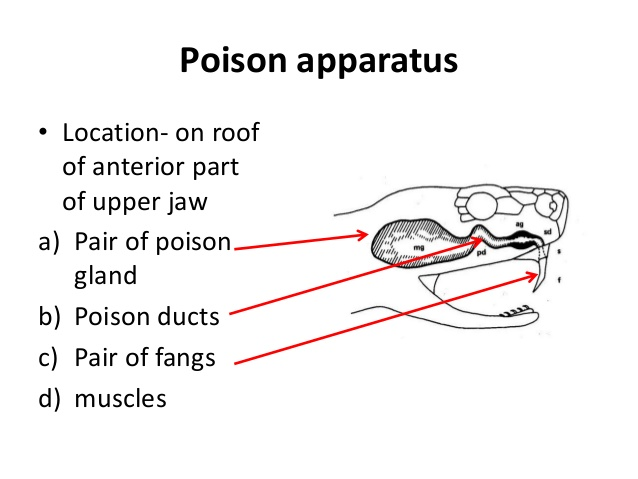 Poison apparatus
• Location- on roof
of anterior part
of upper jaw
a) Pair of poison
gland
b) Poison ducts
c) Pair of fangs
d) muscles
ag
sd
mg
pd
s
f